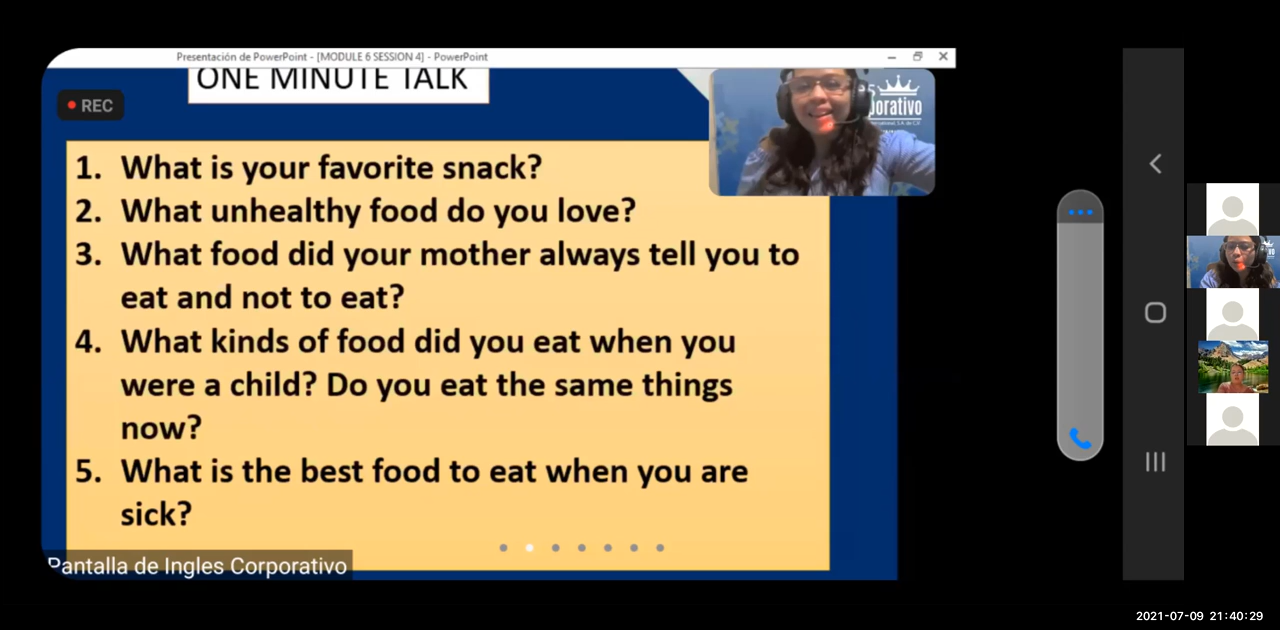 Presentación de PowerPoint - [MODULE 6 SESSION 4] - PowerPoint
ONE MINUTE TALK
REC
orativo
1. What is your favorite snack?
2. What unhealthy food do you love?
3. What food did your mother always tell you to
eat and not to eat?
4. What kinds of food did you eat when you
were a child? Do you eat the same things
now?
5. What is the best food to eat when you are
sick?
Pantalla de Ingles Corporativo
2021-07-09 21:40:29